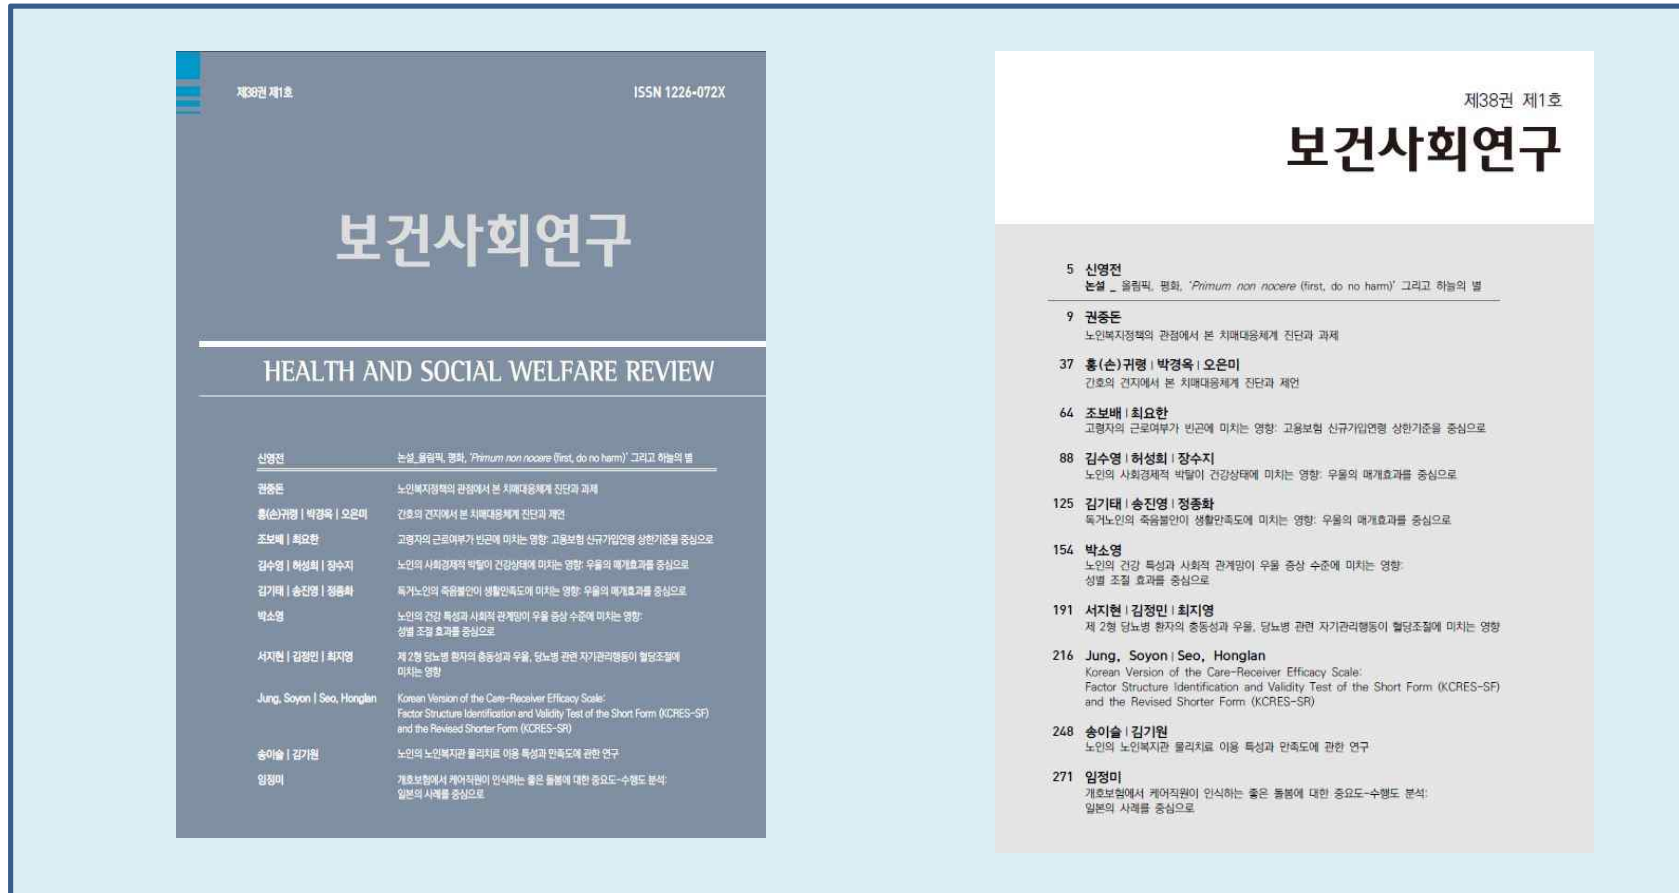 제38권 제1호
ISSN 1226-072X
보건사회연구
HEALTH AND SOCIAL WELFARE REVIEW
신영전 논설_올림픽, 평화, ‘Primum non nocere (first, do no harm)’ 그리고 하늘의 별
권중돈 노인복지정책의 관점에서 본 치매대응체계 진단과 과제
홍(손)귀령 | 박경옥 | 오은미 간호의 견지에서 본 치매대응체계 진단과 제언
조보배 | 최요한 고령자의 근로여부가 빈곤에 미치는 영향: 고용보험 신규가입연령 상한기준을 중심으로
김수영 | 허성희 | 장수지 노인의 사회경제적 박탈이 건강상태에 미치는 영향: 우울의 매개효과를 중심으로
김기태 | 송진영 | 정종화 독거노인의 죽음불안이 생활만족도에 미치는 영향: 우울의 매개효과를 중심으로
박소영 노인의 건강 특성과 사회적 관계망이 우울 증상 수준에 미치는 영향:
성별 조절 효과를 중심으로
서지현 | 김정민 | 최지영 제 2형 당뇨병 환자의 충동성과 우울, 당뇨병 관련 자기관리행동이 혈당조절에
미치는 영향
Jung, Soyon | Seo, Honglan Korean Version of the Care-Receiver Efficacy Scale:
Factor Structure Identification and Validity Test of the Short Form (KCRES-SF)
and the Revised Shorter Form (KCRES-SR)
송이슬 | 김기원 노인의 노인복지관 물리치료 이용 특성과 만족도에 관한 연구
임정미 개호보험에서 케어직원이 인식하는 좋은 돌봄에 대한 중요도-수행도 분석:
일본의 사례를 중심으로
제38권 제1호
보건사회연구
5 신영전
논설 _ 올림픽, 평화, ‘Primum non nocere (first, do no harm)’ 그리고 하늘의 별
9 권중돈
노인복지정책의 관점에서 본 치매대응체계 진단과 과제
37 홍(손)귀령 | 박경옥 | 오은미
간호의 견지에서 본 치매대응체계 진단과 제언
64 조보배 | 최요한
고령자의 근로여부가 빈곤에 미치는 영향: 고용보험 신규가입연령 상한기준을 중심으로
88 김수영 | 허성희 | 장수지
노인의 사회경제적 박탈이 건강상태에 미치는 영향: 우울의 매개효과를 중심으로
125 김기태 | 송진영 | 정종화
독거노인의 죽음불안이 생활만족도에 미치는 영향: 우울의 매개효과를 중심으로
154 박소영
노인의 건강 특성과 사회적 관계망이 우울 증상 수준에 미치는 영향:
성별 조절 효과를 중심으로
191 서지현 | 김정민 | 최지영
제 2형 당뇨병 환자의 충동성과 우울, 당뇨병 관련 자기관리행동이 혈당조절에 미치는 영향
216 Jung, Soyon | Seo, Honglan
Korean Version of the Care-Receiver Efficacy Scale:
Factor Structure Identification and Validity Test of the Short Form (KCRES-SF)
and the Revised Shorter Form (KCRES-SR)
248 송이슬 | 김기원
노인의 노인복지관 물리치료 이용 특성과 만족도에 관한 연구
271 임정미
개호보험에서 케어직원이 인식하는 좋은 돌봄에 대한 중요도-수행도 분석:
일본의 사례를 중심으로